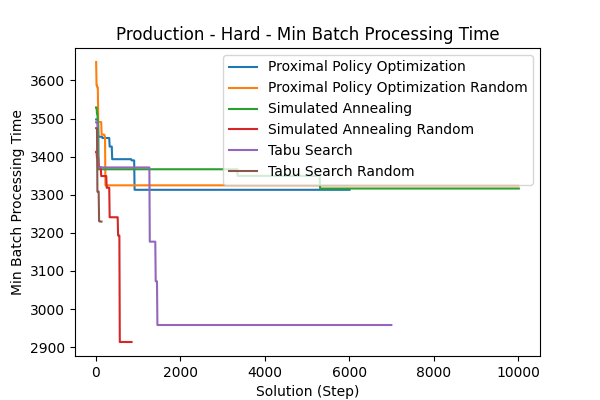 Production - Hard - Min Batch Processing Time
Proximal Policy Optimization
Proximal Policy Optimization Random
Simulated Annealing
Simulated Annealing Random
Tabu Search
Tabu Search Random
Min Batch Processing Time
3600
3500
3400
3300
3200
3100
3000
2900
0 2000 4000 6000 8000 10000
Solution (Step)